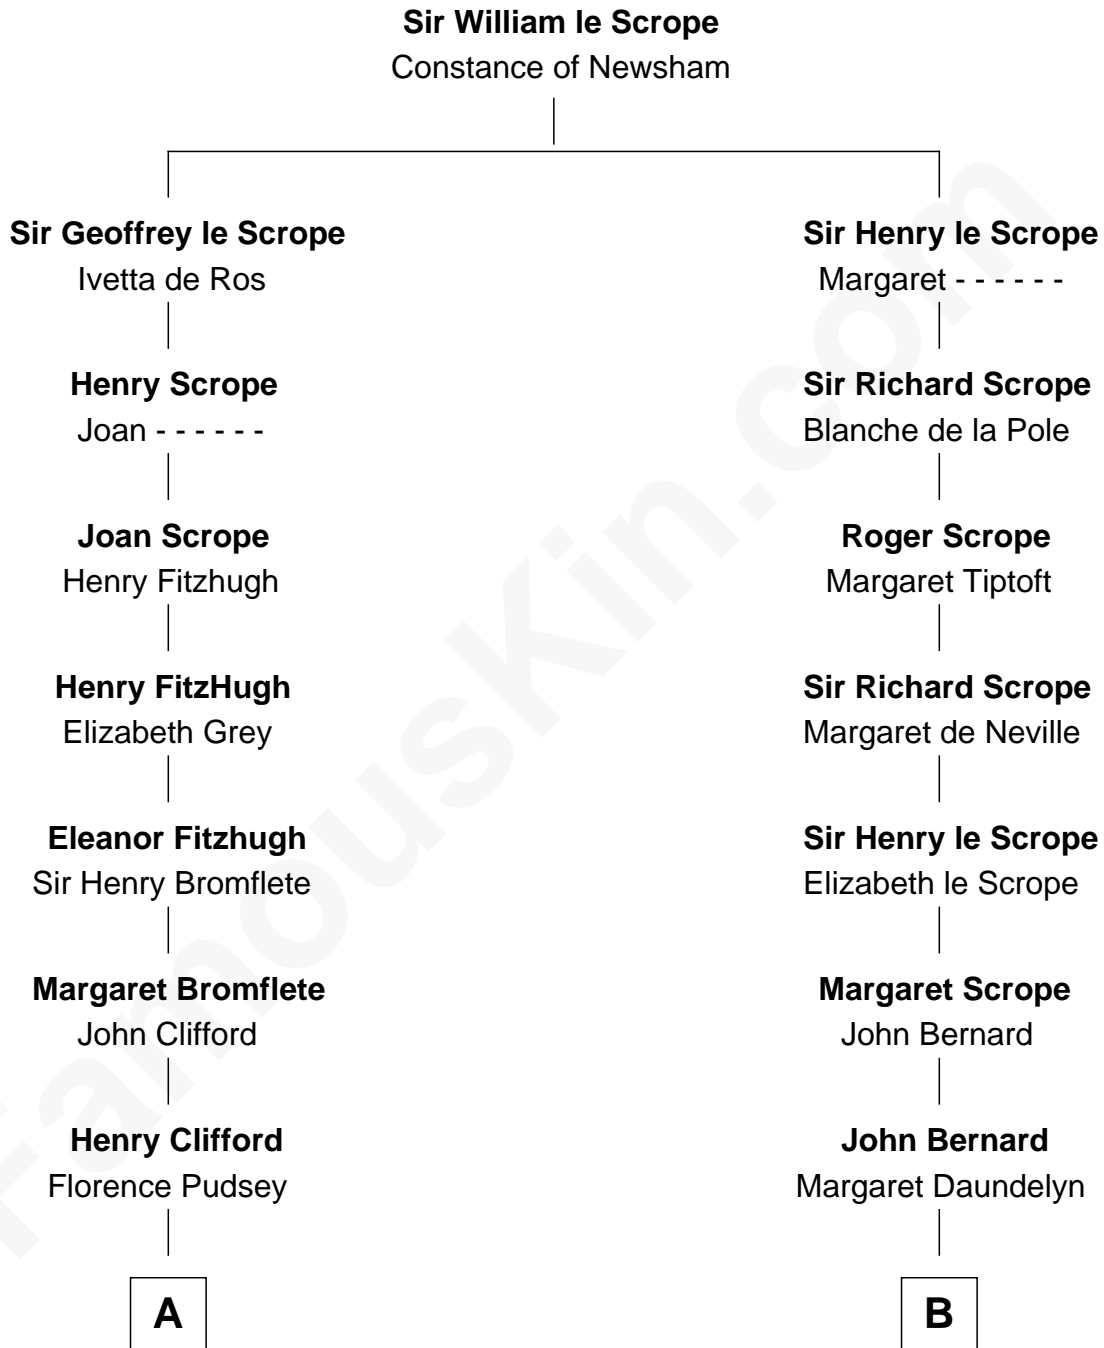 Sir William le Scrope
Constance of Newsham
Sir Geoffrey le Scrope
Ivetta de Ros
Sir Henry le Scrope
Margaret - - - - - -
Henry Scrope
Joan - - - - - -
Sir Richard Scrope
Blanche de la Pole
Joan Scrope
Henry Fitzhugh
Roger Scrope
Margaret Tiptoft
Henry FitzHugh
Elizabeth Grey
Sir Richard Scrope
Margaret de Neville
Eleanor Fitzhugh
Sir Henry Bromflete
Sir Henry le Scrope
Elizabeth le Scrope
Margaret Bromflete
John Clifford
Margaret Scrope
John Bernard
Henry Clifford
Florence Pudsey
John Bernard
Margaret Daundelyn
A
B
FamousKin.com